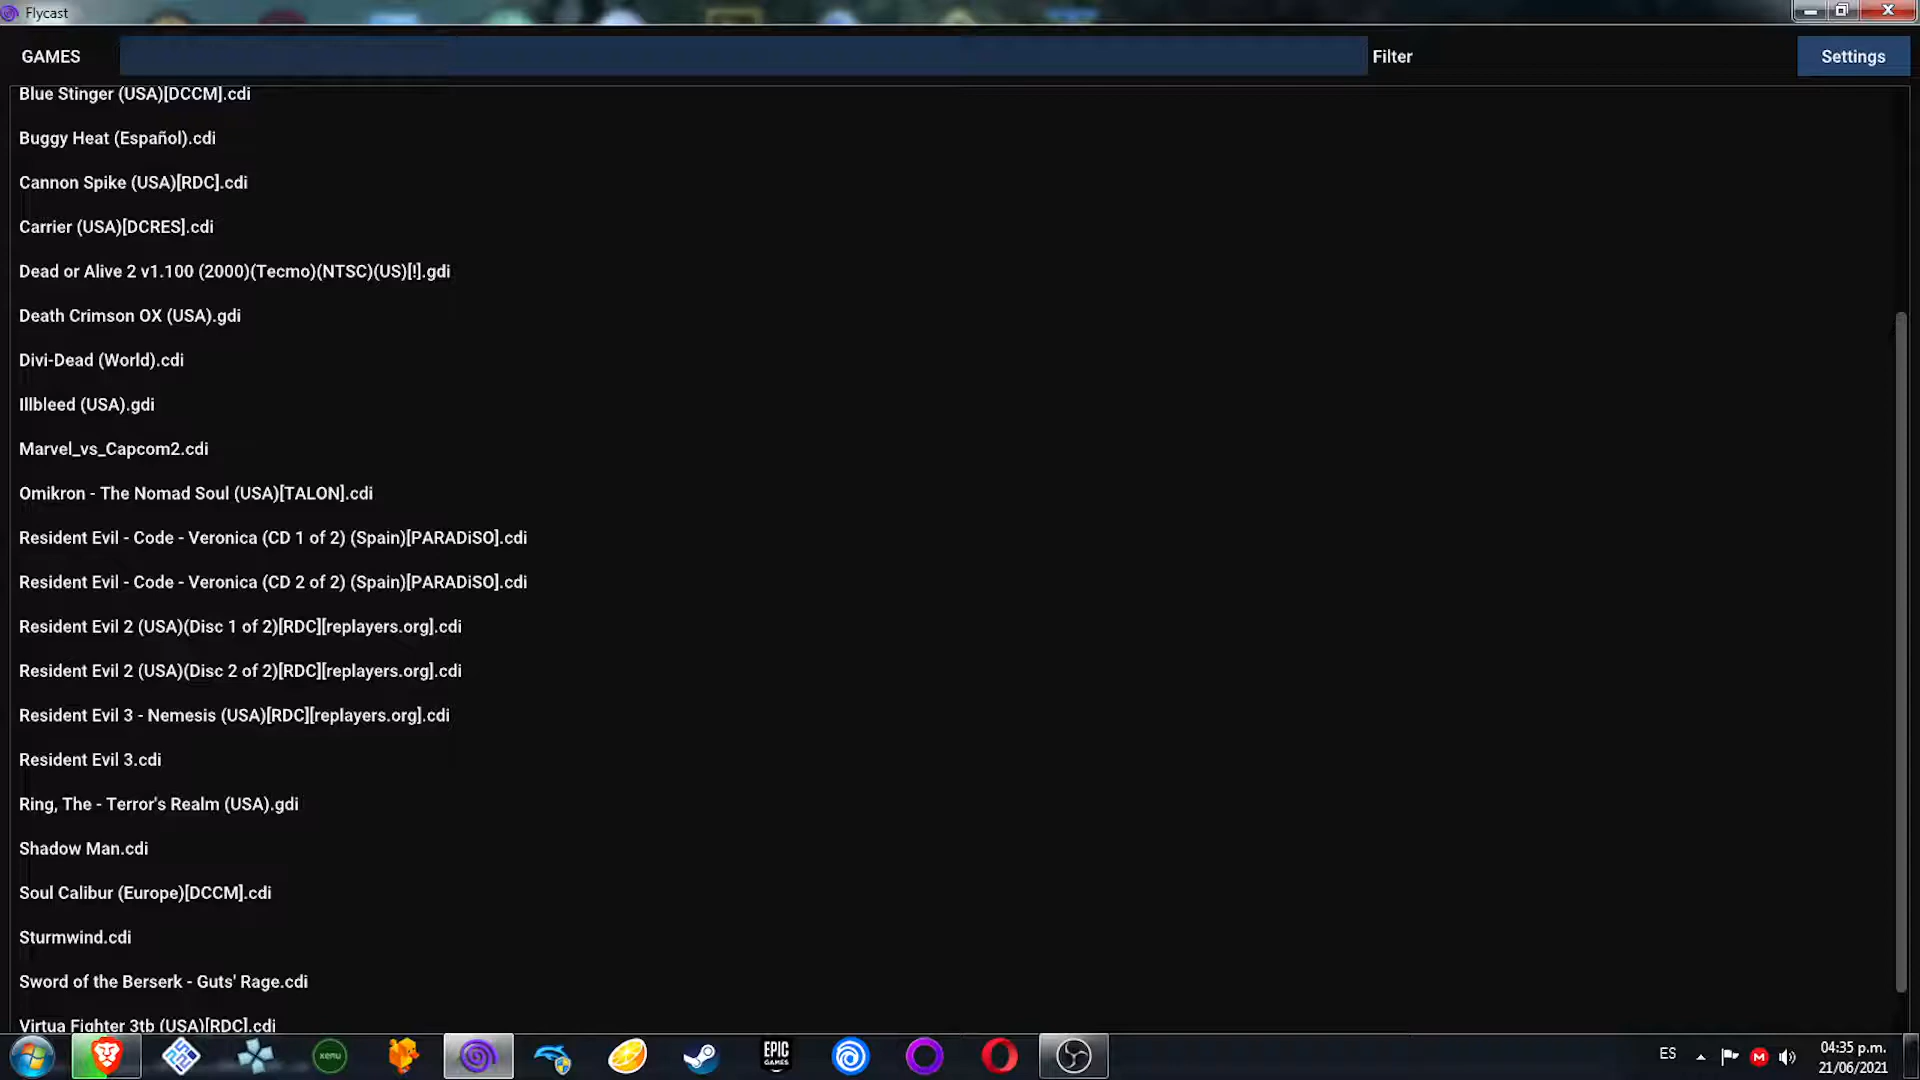 Flycast
GAMES
Filter
Settings
Blue Stinger (USA)[DCCM].cdi
Buggy Heat (Español).cdi
Cannon Spike (USA)[RDC].cdi
Carrier (USA)[DCRES].cdi
Dead or Alive 2 v1.100 (2000)(Tecmo)(NTSC)(US)[!].gdi
Death Crimson OX (USA).gdi
Divi-Dead (World).cdi
Illbleed (USA).gdi
Marvel_vs_Capcom2.cdi
Omikron - The Nomad Soul (USA)[TALON].cdi
Resident Evil - Code - Veronica (CD 1 of 2) (Spain)[PARADiSO].cdi
Resident Evil - Code - Veronica (CD 2 of 2) (Spain)[PARADiSO].cdi
Resident Evil 2 (USA)(Disc 1 of 2)[RDC][replayers.org].cdi
Resident Evil 2 (USA)(Disc 2 of 2)[RDC][replayers.org].cdi
Resident Evil 3 - Nemesis (USA)[RDC][replayers.org].cdi
Resident Evil 3.cdi
Ring, The - Terror's Realm (USA).gdi
Shadow Man.cdi
Soul Calibur (Europe)[DCCM].cdi
Sturmwind.cdi
Sword of the Berserk - Guts' Rage.cdi
Virtua Fighter 3tb (USA)[RDC].cdi
xemu
EPIC
GAMES
ES
M
04:35 p.m.
21/06/2021